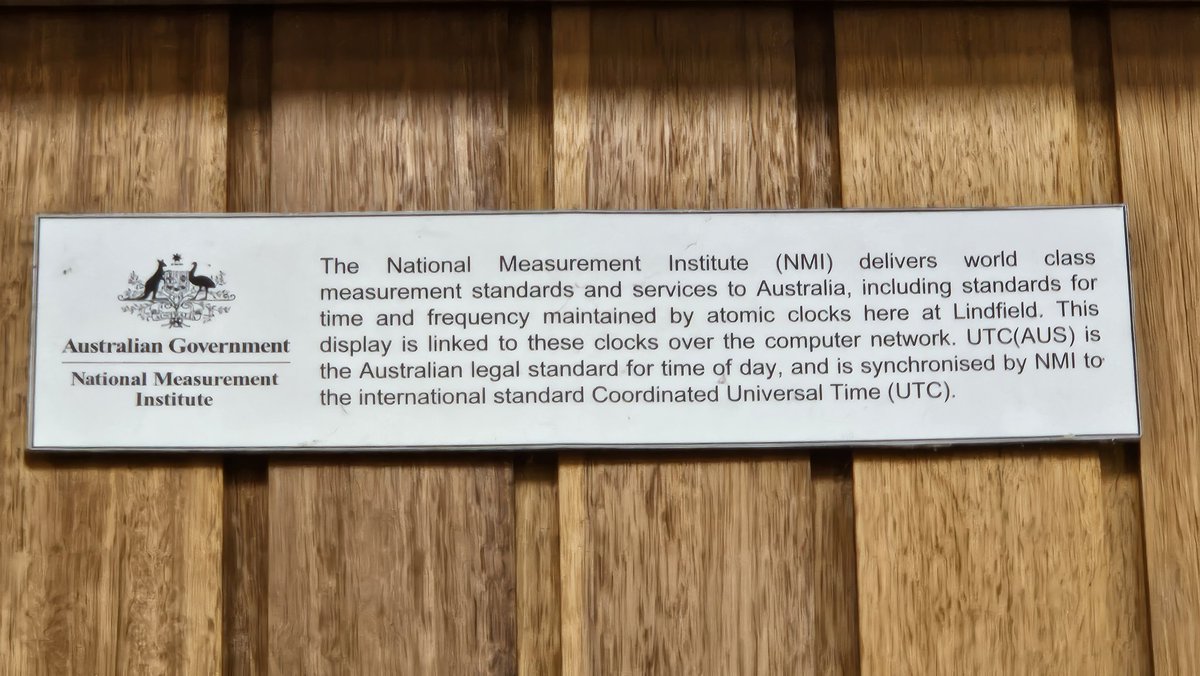 Australian Government
National Measurement
Institute
The National Measurement Institute (NMI) delivers world class
measurement standards and services to Australia, including standards for
time and frequency maintained by atomic clocks here at Lindfield. This
display is linked to these clocks over the computer network. UTC(AUS) is
the Australian legal standard for time of day, and is synchronised by NMI to
the international standard Coordinated Universal Time (UTC).